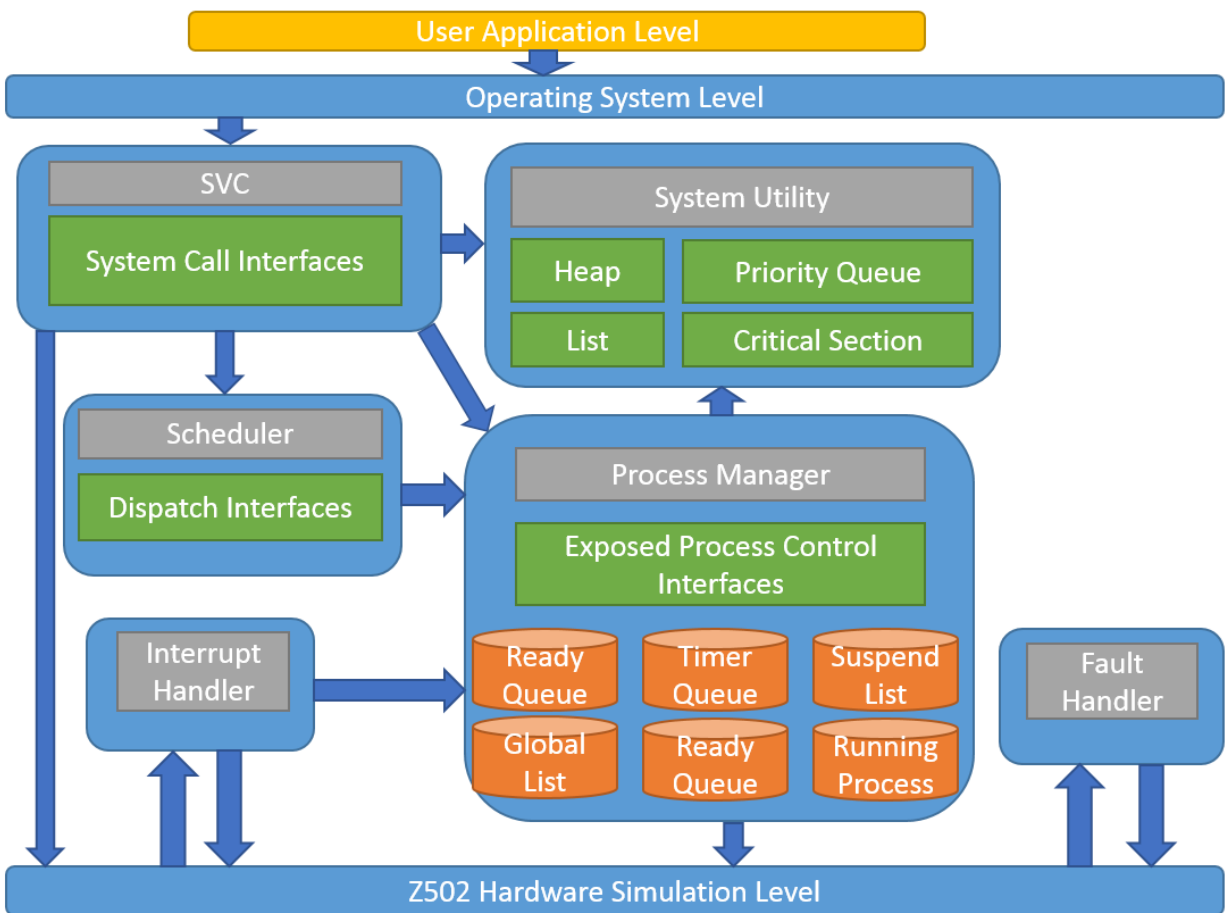 User Application Level
Operating System Level
SVC
System Call Interfaces
System Utility
Heap
Priority Queue
List
Critical Section
Scheduler
Dispatch Interfaces
Process Manager
Exposed Process Control
Interfaces
Interrupt
Handler
Ready
Queue
Timer
Queue
Suspend
List
Global
List
Ready
Queue
Running
Process
Fault
Handler
Z502 Hardware Simulation Level